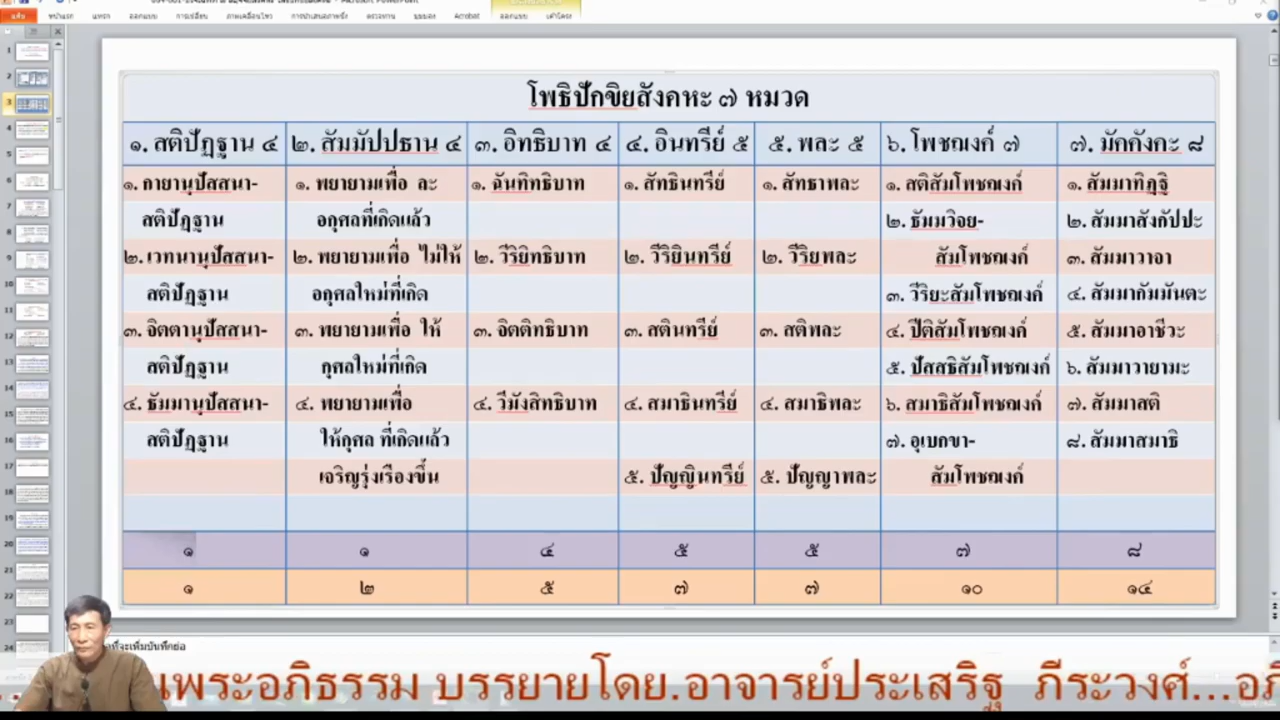 โพธิปักขิยสังคหะ ๗ หมวด
๑. สติปัฏฐาน ๔ ๒. สัมมัปปธาน ๔ ๓. อิทธิบาท ๔ ๔. อินทรีย์ ๕ ๕. พละ ๕ ๖. โพชฌงค์ ๗ ๗. มัคคังคะ ๘
๑. กายานุปัสสนา- ๑. พยายามเพื่อ ละ ๑. ฉันทิทธิบาท ๑. สัทธินทรีย์ ๑. สัทธาพละ ๑. สติสัมโพชฌงค์ ๑. สัมมาทิฏฐิ
สติปัฏฐาน อกุศลที่เกิดแล้ว ๒. ธัมมวิจย- ๒. สัมมาสังกัปปะ
๒. เวทนานุปัสสนา- ๒. พยายามเพื่อ ไม่ให้ ๒. วีริยิทธิบาท ๒. วีริยินทรีย์ ๒. วีริยพละ สัมโพชฌงค์ ๓. สัมมาวาจา
สติปัฏฐาน อกุศลใหม่ที่เกิด ๓. วีริยะสัมโพชฌงค์ ๔. สัมมากัมมันตะ
๓. จิตตานุปัสสนา- ๓. พยายามเพื่อ ให้ ๓. จิตติทธิบาท ๓. สตินทรีย์ ๓. สติพละ ๔. ปีติสัมโพชฌงค์ ๕. สัมมาอาชีวะ
สติปัฏฐาน กุศลใหม่ที่เกิด ๕. ปัสสธิสัมโพชฌงค์ ๖. สัมมาวายามะ
๔. ธัมมานุปัสสนา- ๔. พยายามเพื่อ ๔. วีมังสิทธิบาท ๔. สมาธินทรีย์ ๔. สมาธิพละ ๖. สมาธิสัมโพชฌงค์ ๗. สัมมาสติ
สติปัฏฐาน ให้กุศล ที่เกิดแล้ว ๗. อุเบกขา- ๘. สัมมาสมาธิ
เจริญรุ่งเรืองขึ้น ๕. ปัญญินทรีย์ ๕. ปัญญาพละ สัมโพชฌงค์
๑ ๑ ๔ ๕ ๕ ๗ ๘
๑ ๒ ๕ ๗ ๗ ๑๐ ๑๔
ที่จะเพิ่มบันทึกย่อ
นพระอภิธรรม บรรยายโดย.อาจารย์ประเสริฐ ภีระวงศ์...อภิ